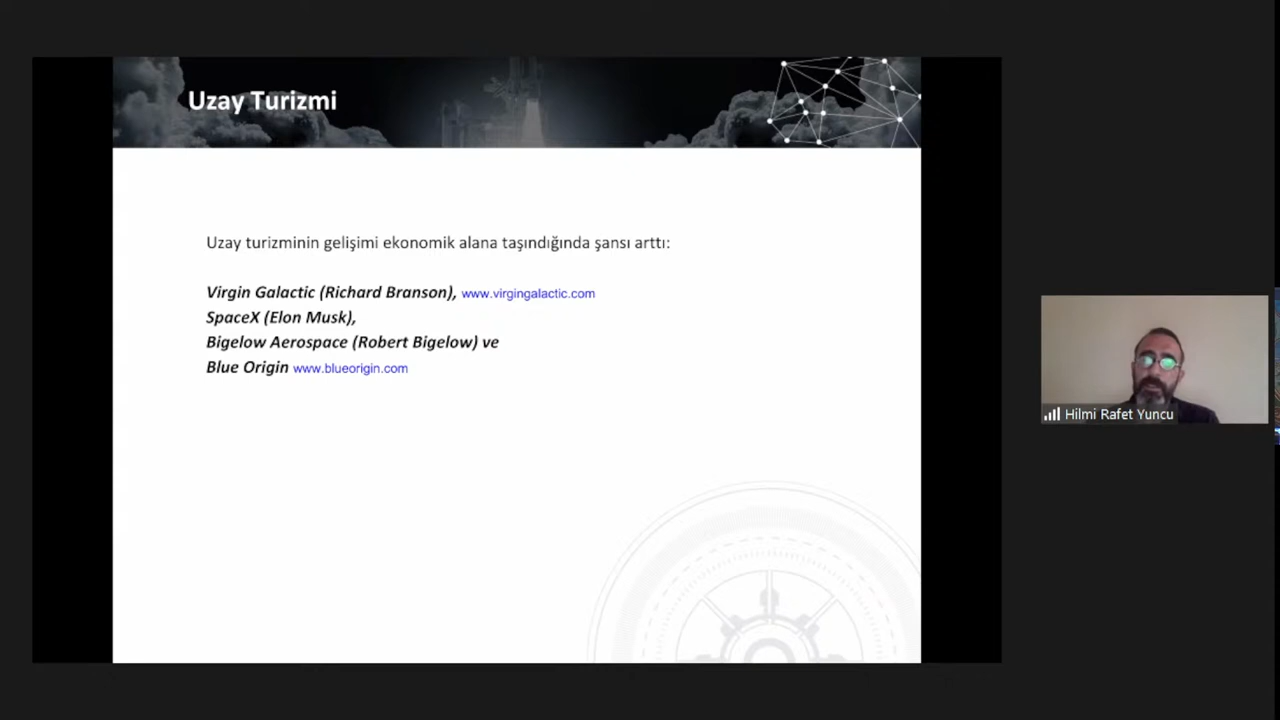 Uzay Turizmi
Uzay turizminin gelişimi ekonomik alana taşındığında şansı arttı:
Virgin Galactic (Richard Branson), www.virgingalactic.com
SpaceX (Elon Musk),
Bigelow Aerospace (Robert Bigelow) ve
Blue Origin www.blueorigin.com
Hilmi Rafet Yuncu